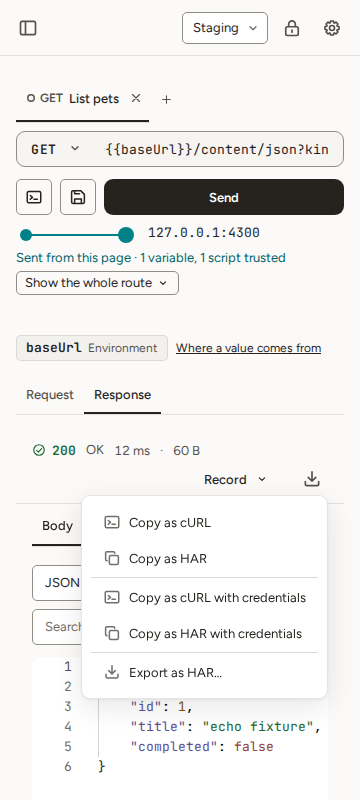 Staging
GET List pets
GET {{baseUrl}}/content/json?kin
Send
127.0.0.1:4300
Sent from this page · 1 variable, 1 script trusted
Show the whole route
baseUrl Environment Where a value comes from
Request Response
200 OK 12 ms · 60 B
Record
Copy as cURL
Copy as HAR
Copy as cURL with credentials
Copy as HAR with credentials
Export as HAR...
Body
JSON
Search
1
2
3 "id": 1,
4 "title": "echo fixture",
5 "completed": false
6 }